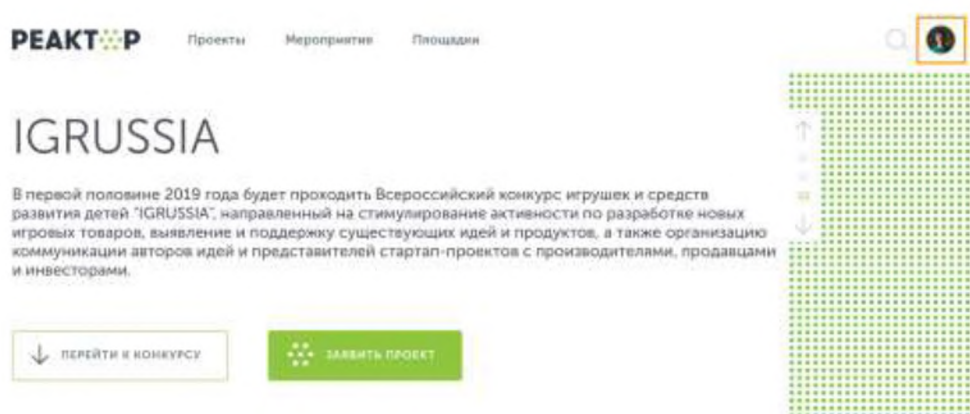 РЕАКТОР
Проекты Мероприятия Площадки
IGRUSSIA
В первой половине 2019 года будет проходить Всероссийский конкурс игрушек и средств
развития детей "IGRUSSIA", направленный на стимулирование активности по разработке новых
игровых товаров, выявление и поддержку существующих идей и продуктов, а также организацию
коммуникации авторов идей и представителей стартап-проектов с производителями, продавцами
и инвесторами.
ПЕРЕЙТИ К КОНКУРСУ
ЗАЯВИТЬ ПРОЕКТ